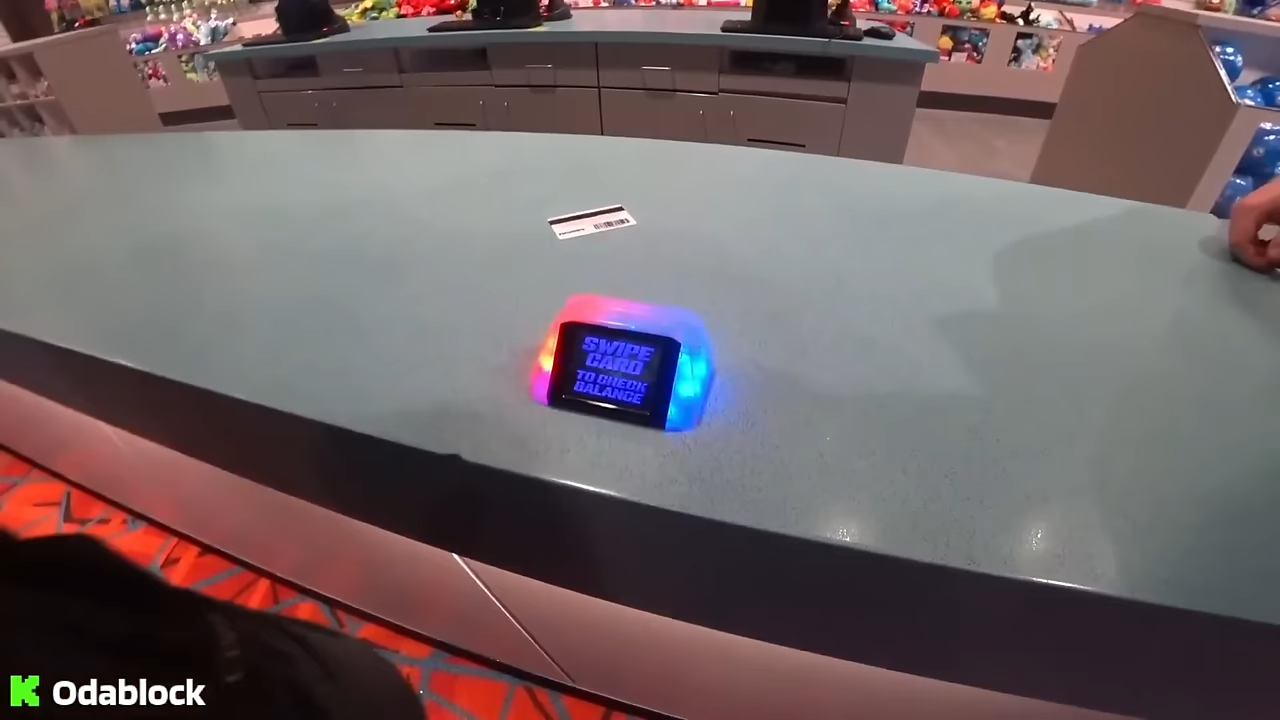 SWIPE
CARD
TO CHECK
BALANCE
K Odablock